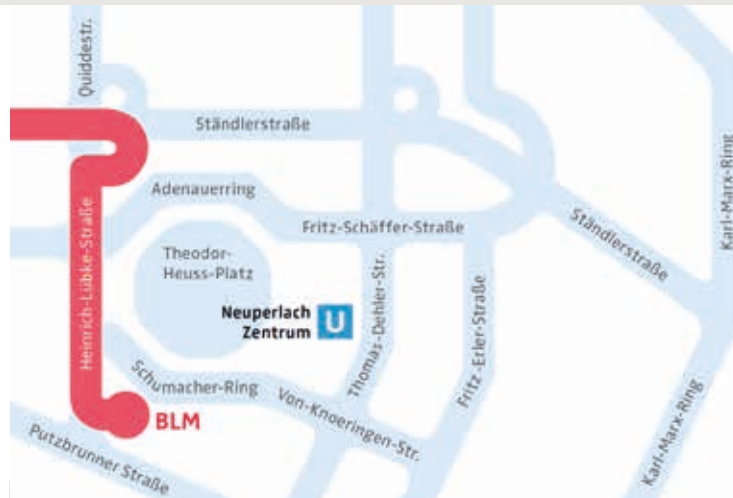 Quiddestr.
Ständlerstraße
Karl-Marx-Ring
Adenauerring
Fritz-Schäffer-Straße
Ständlerstraße
Heinrich-Lübke-Straße
Theodor-
Heuss-Platz
Neuperlach
Zentrum
U
Thomas-Dehler-Str.
Fritz-Erler-Straße
Schumacher-Ring
Von-Knoeringen-Str.
BLM
Karl-Marx-Ring
Putzbrunner Straße